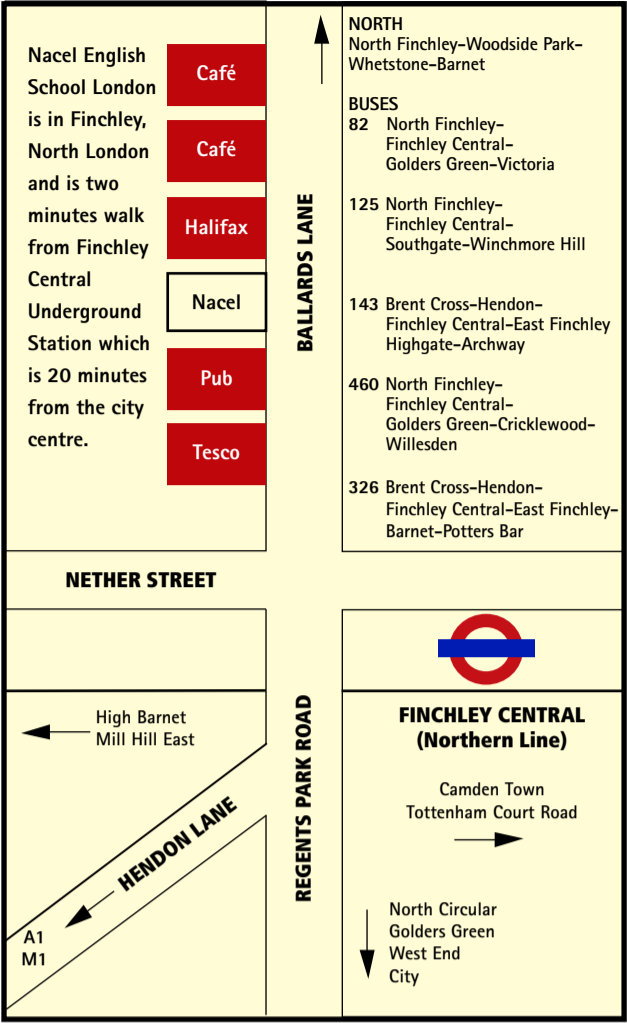 Nacel English
School London
is in Finchley,
North London
and is two
minutes walk
from Finchley
Central
Underground
Station which
is 20 minutes
from the city
centre.
Café
Café
Halifax
Nacel
Pub
Tesco
BALLARDS LANE
NORTH
North Finchley-Woodside Park-
Whetstone-Barnet
BUSES
82 North Finchley-
Finchley Central-
Golders Green-Victoria
125 North Finchley-
Finchley Central-
Southgate-Winchmore Hill
143 Brent Cross-Hendon-
Finchley Central-East Finchley
Highgate-Archway
460 North Finchley-
Finchley Central-
Golders Green-Cricklewood-
Willesden
326 Brent Cross-Hendon-
Finchley Central-East Finchley-
Barnet-Potters Bar
NETHER STREET
High Barnet
Mill Hill East
HENDON LANE
A1
M1
REGENTS PARK ROAD
FINCHLEY CENTRAL
(Northern Line)
Camden Town
Tottenham Court Road
North Circular
Golders Green
West End
City